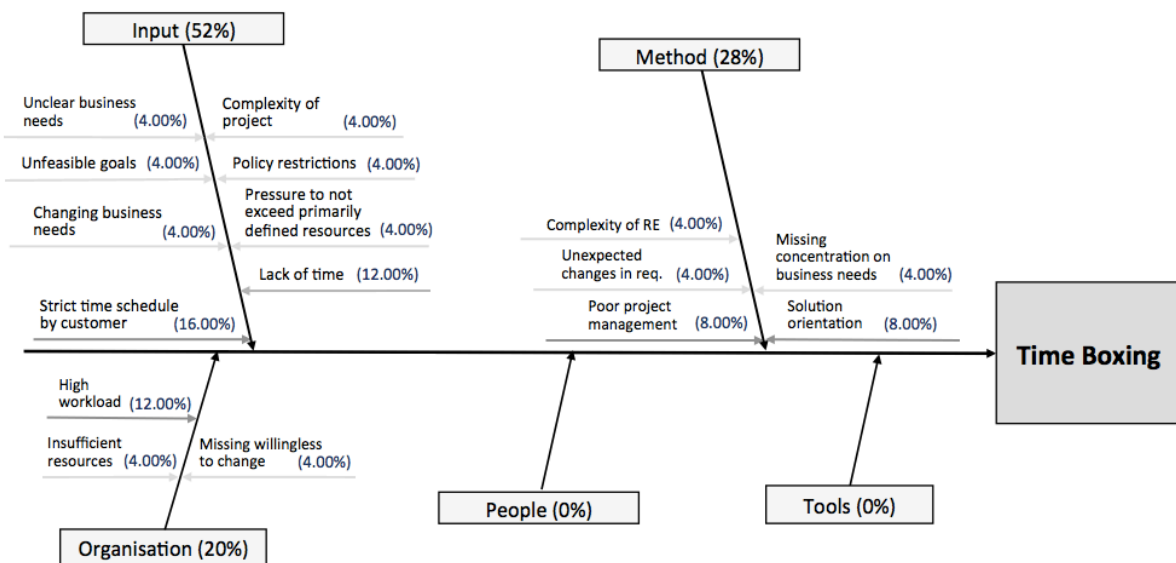 Input (52%)
Method (28%)
Unclear business
needs (4.00%)
Complexity of
project (4.00%)
Unfeasible goals (4.00%)
Policy restrictions (4.00%)
Changing business
needs (4.00%)
Pressure to not
exceed primarily
defined resources (4.00%)
Lack of time (12.00%)
Strict time schedule
by customer (16.00%)
Complexity of RE (4.00%)
Unexpected
changes in req. (4.00%)
Missing
concentration on
business needs (4.00%)
Poor project
management (8.00%)
Solution
orientation (8.00%)
Time Boxing
High
workload (12.00%)
Insufficient
resources (4.00%)
Missing willingless
to change (4.00%)
Organisation (20%)
People (0%)
Tools (0%)